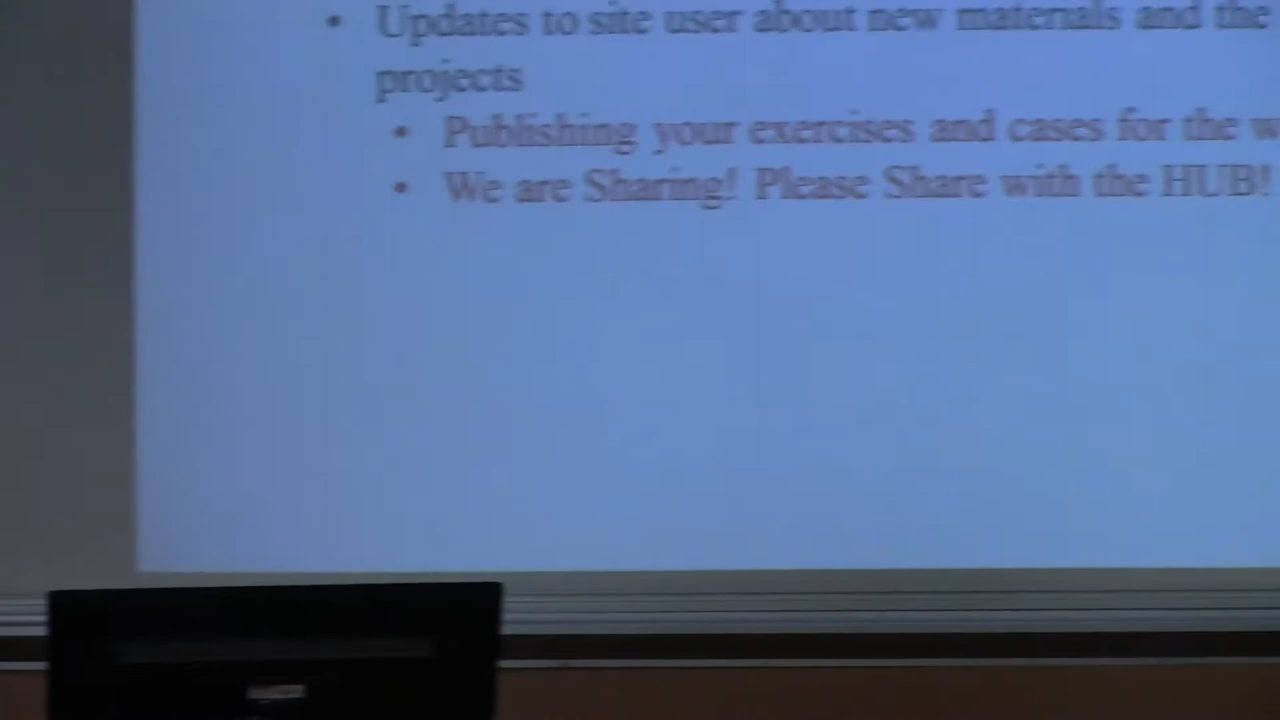 • Updates to site user about new materials and the
projects
• Publishing your exercises and cases for the
• We are Sharing! Please Share with the HUB!